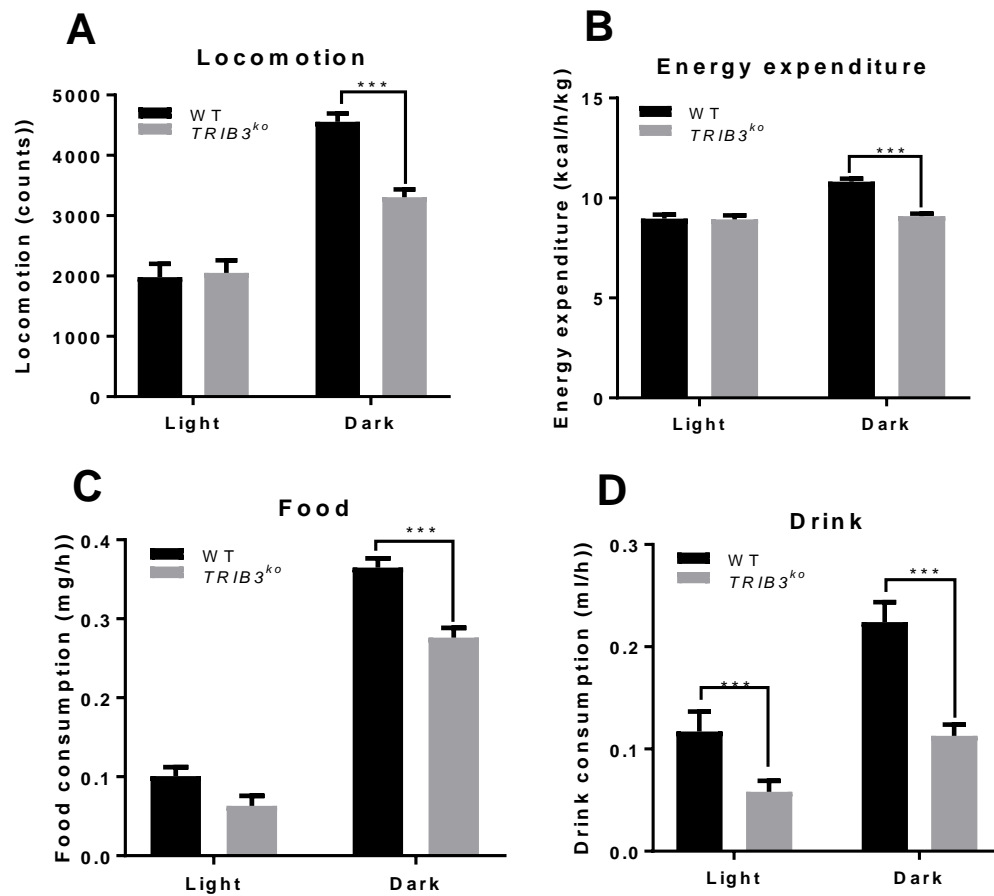 A
Locomotion
Locomotion (counts))
5000
4000
3000
2000
1000
0
WT
TRIB3ko
***
Light
Dark
B
Energy expenditure
Energy expenditure (kcal/h/kg)
15
10
5
0
WT
TRIB3ko
***
Light
Dark
C
Food
Food consumption (mg/h))
0.4
0.3
0.2
0.1
0.0
WT
TRIB3ko
***
Light
Dark
D
Drink
Drink consumption (ml/h))
0.3
0.2
0.1
0.0
WT
TRIB3ko
***
***
Light
Dark